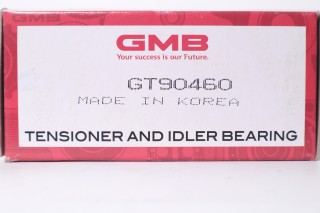 GMB
Your success is our Future.
GT90460
MADE IN KOREA
TENSIONER AND IDLER BEARING